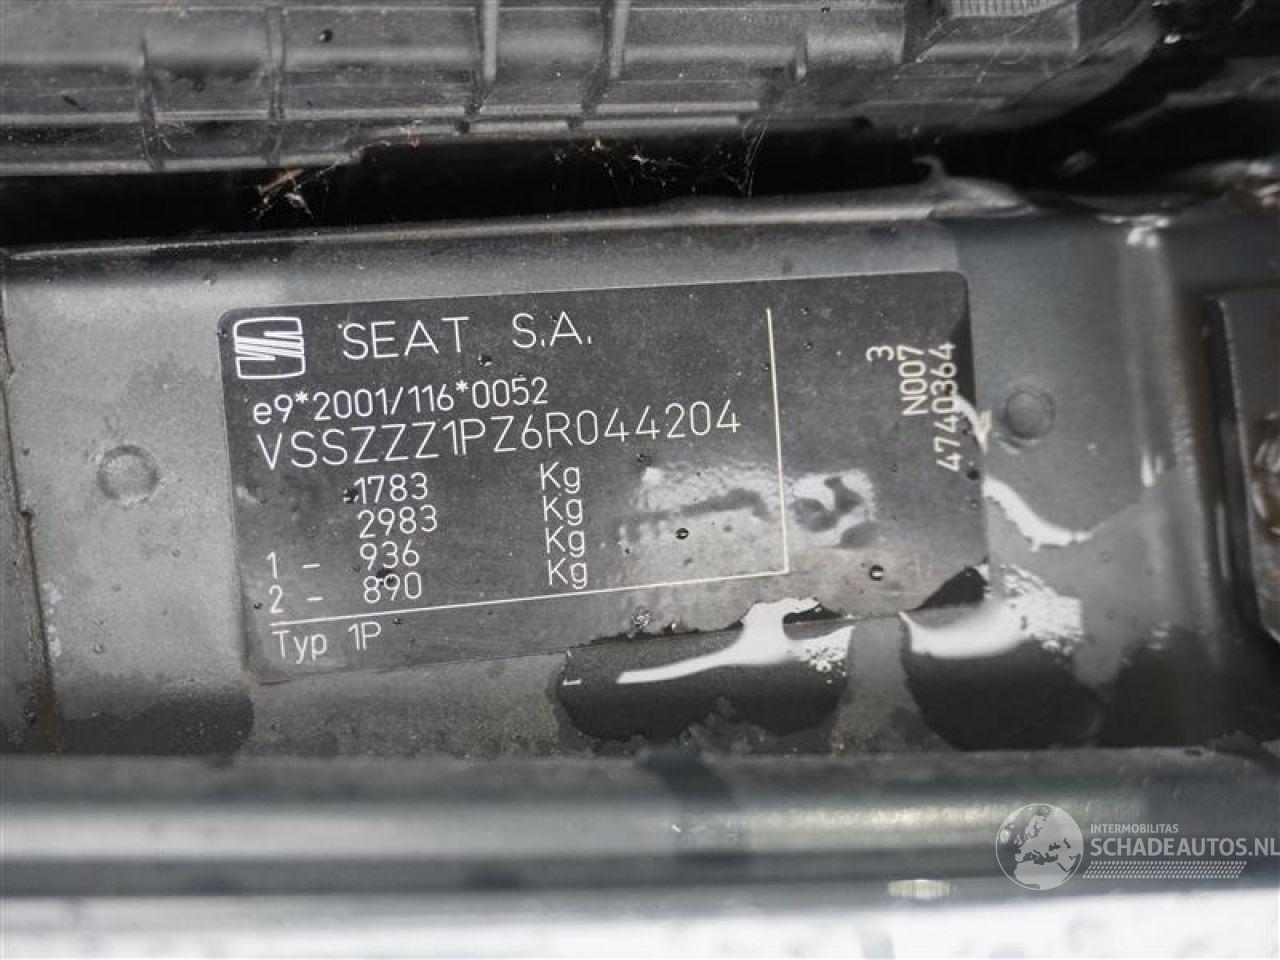 SEAT S.A.
e9*2001/116*0052
VSSZZZ1PZ6R044204
1783 Kg
2983 Kg
1 - 936 Kg
2 - 890 Kg
Typ 1P
3
N007
4740364
INTERMOBILITAS
SCHADEAUTOS.NL